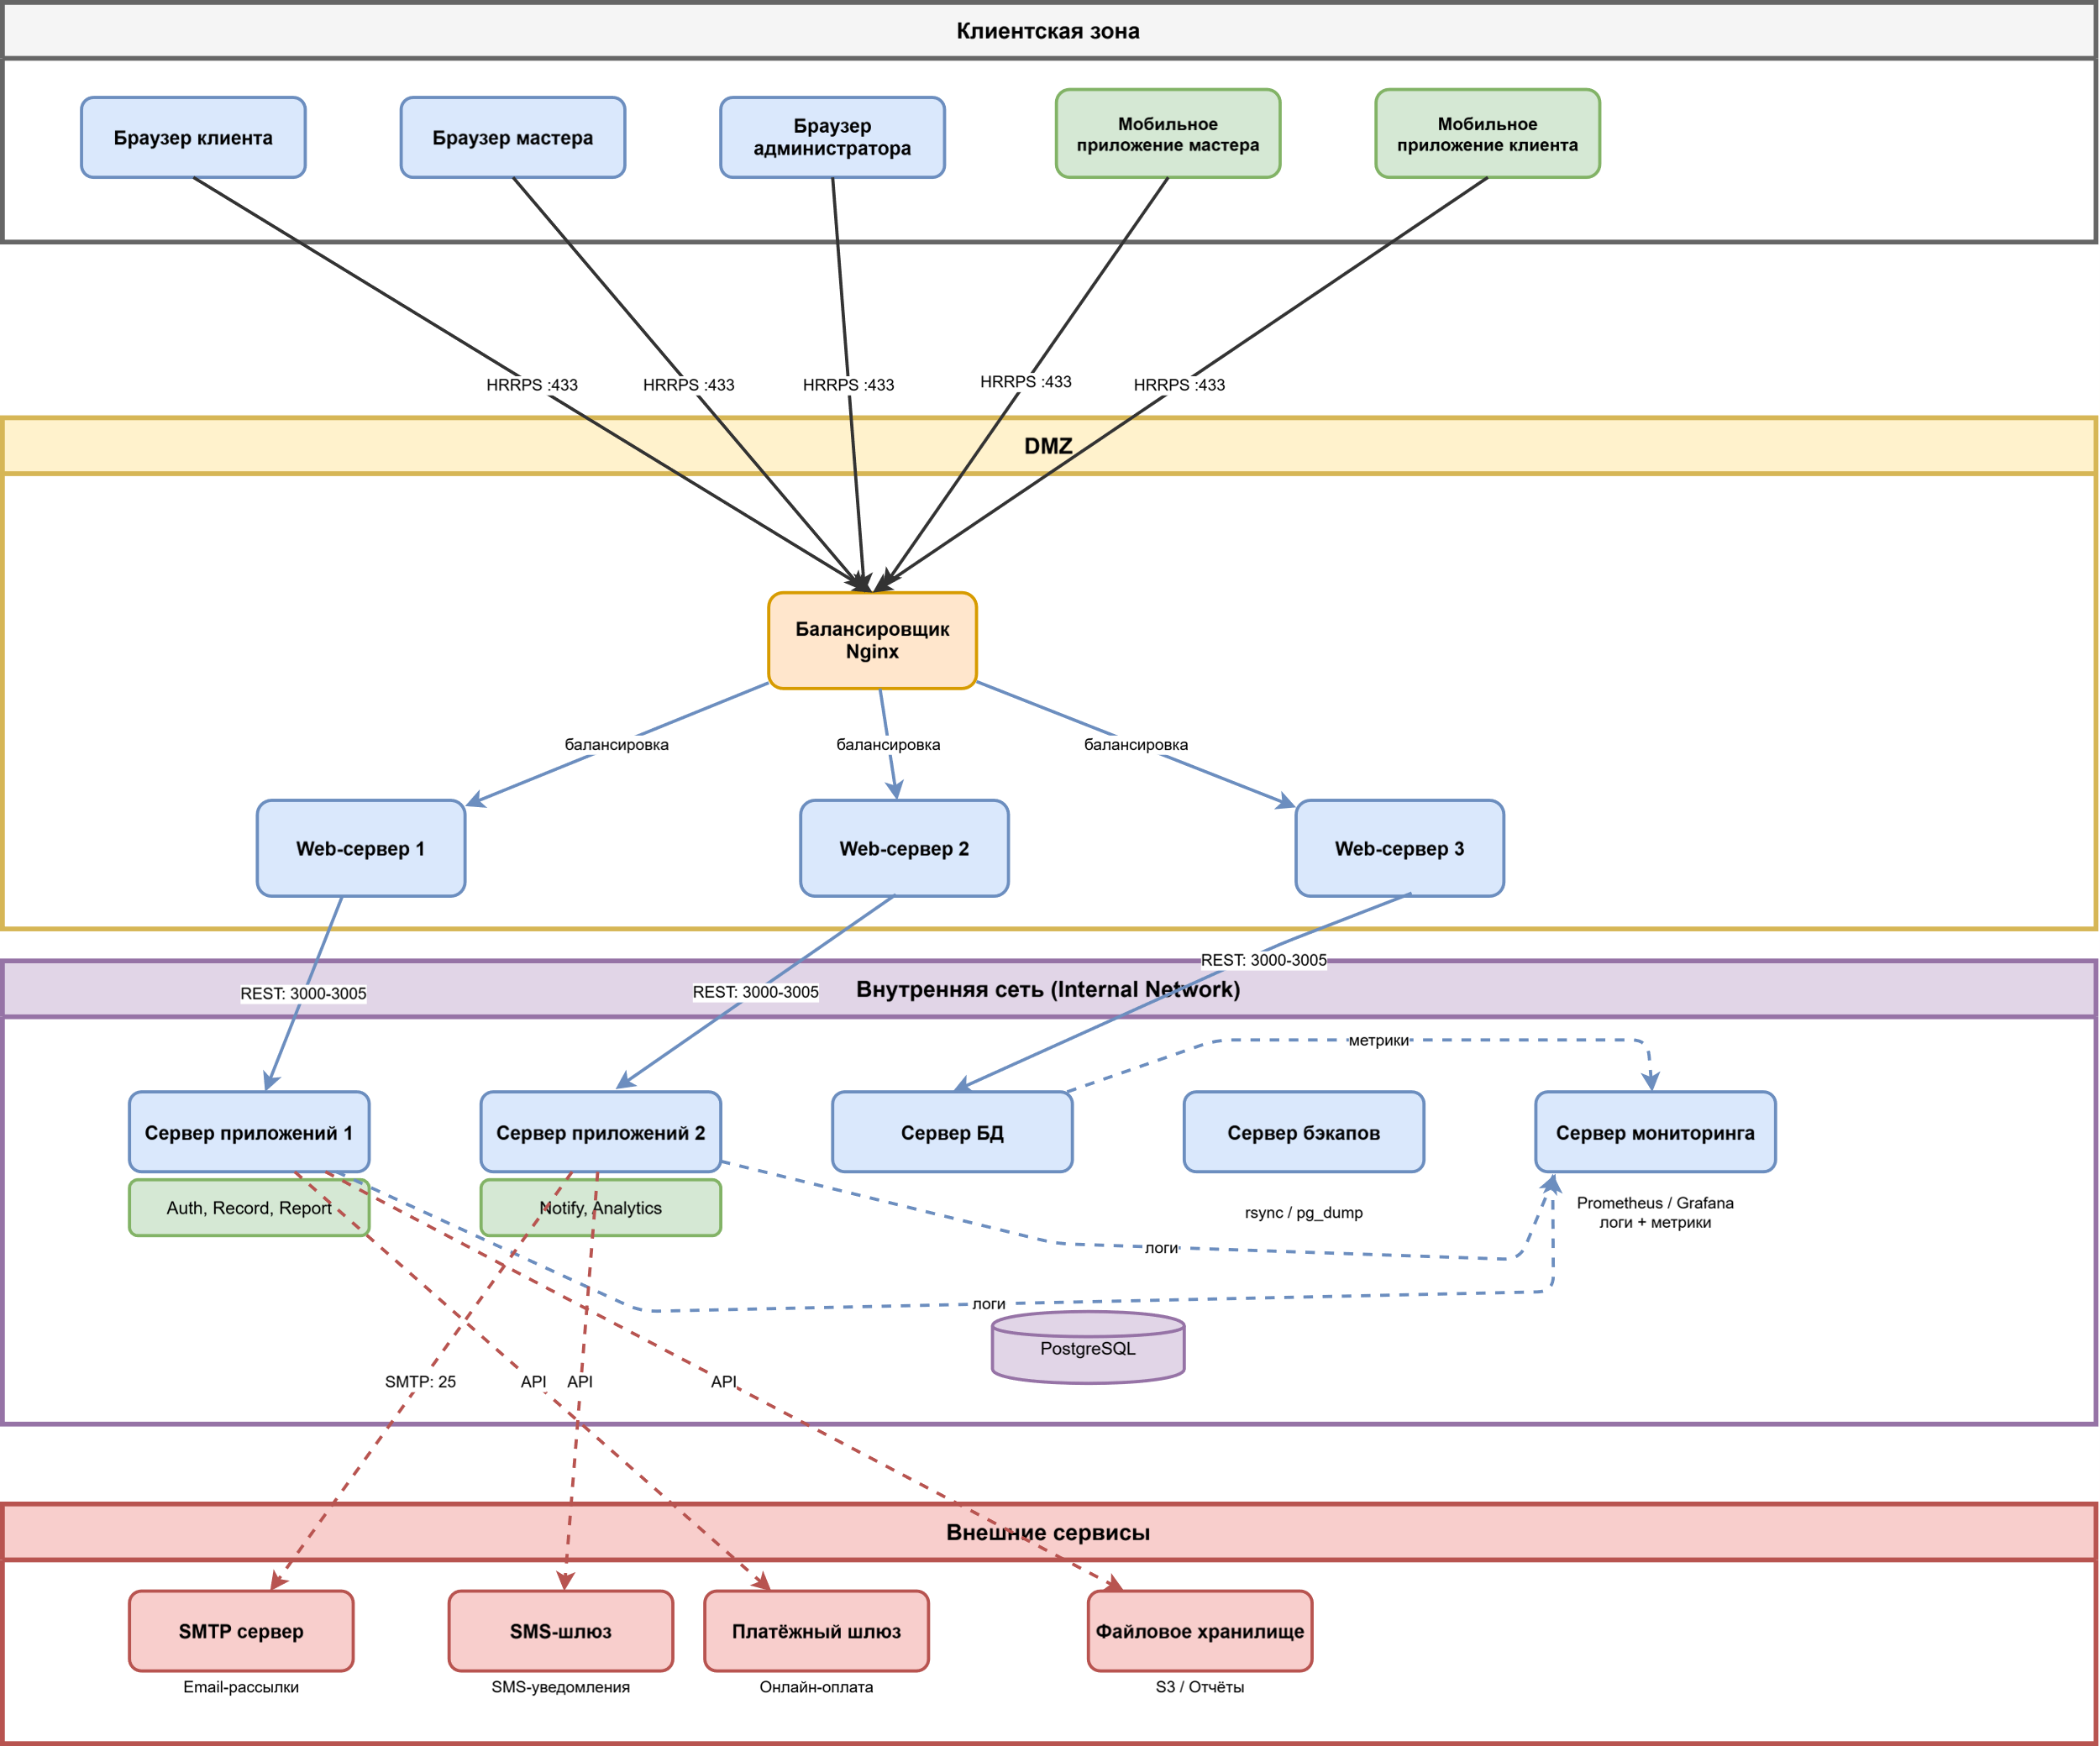 Клиентская зона
Браузер клиента
Браузер мастера
Браузер
администратора
Мобильное
приложение мастера
Мобильное
приложение клиента
HRRPS :433
HRRPS :433
HRRPS :433
HRRPS :433
HRRPS :433
DMZ
Балансировщик
Nginx
балансировка
балансировка
балансировка
Web-сервер 1
Web-сервер 2
Web-сервер 3
REST: 3000-3005
REST: 3000-3005
REST: 3000-3005
Внутренняя сеть (Internal Network)
метрики
Сервер приложений 1
Сервер приложений 2
Сервер БД
Сервер бэкапов
Сервер мониторинга
Auth, Record, Report
Notify, Analytics
rsync / pg_dump
Prometheus / Grafana
логи + метрики
логи
логи
PostgreSQL
SMTP: 25
API
API
API
Внешние сервисы
SMTP сервер
SMS-шлюз
Платёжный шлюз
Файловое хранилище
Email-рассылки
SMS-уведомления
Онлайн-оплата
S3 / Отчёты